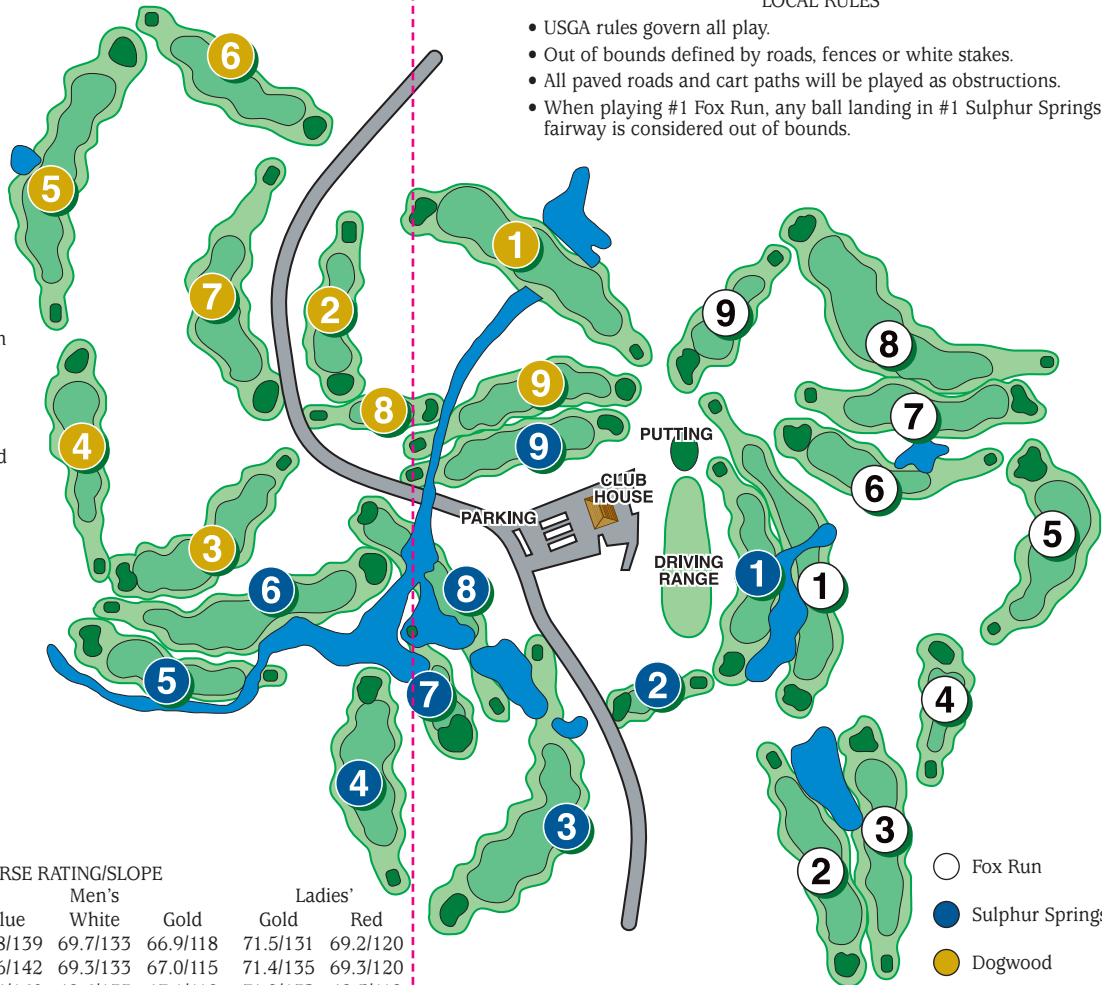 LOCAL RULES
• USGA rules govern all play.
• Out of bounds defined by roads, fences or white stakes.
• All paved roads and cart paths will be played as obstructions.
• When playing #1 Fox Run, any ball landing in #1 Sulphur Springs
fairway is considered out of bounds.
6
5
7
2
1
9
8
9
8
4
9
7
PUTTING
6
CLUB
HOUSE
PARKING
5
3
DRIVING
RANGE
6
8
1
1
5
7
2
4
4
3
3
2
Fox Run
Sulphur Springs
Dogwood
RSE RATING/SLOPE
Men's
Ladies'
lue
White
Gold
Gold
Red
8/139 69.7/133 66.9/118 71.5/131 69.2/120
6/142 69.3/133 67.0/115 71.4/135 69.3/120